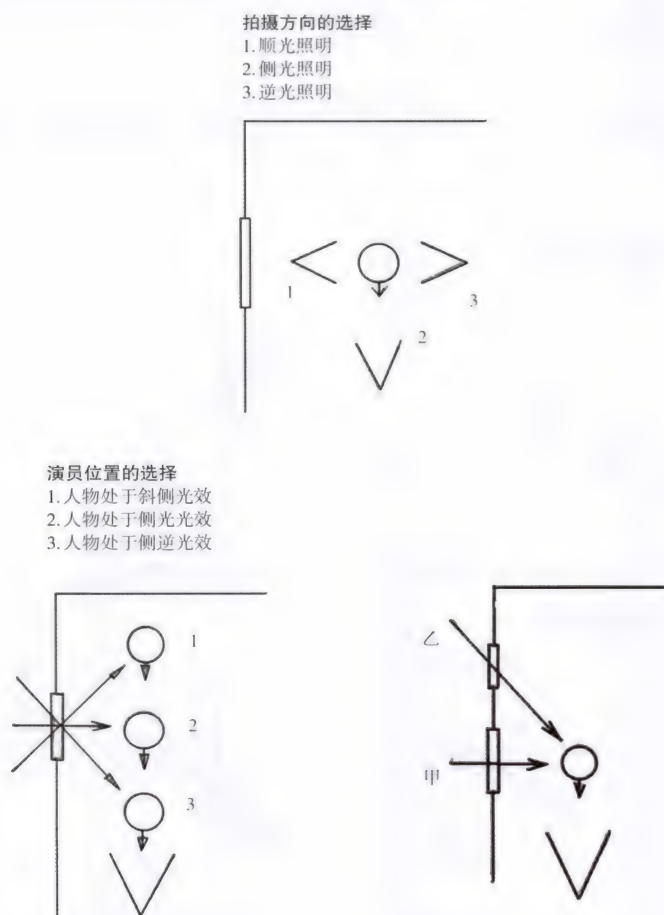 拍摄方向的选择
1.顺光照明
2.侧光照明
3.逆光照明
1
3
2
演员位置的选择
1.人物处于斜侧光效
2.人物处于侧光光效
3.人物处于侧逆光效
1
2
3
乙
甲